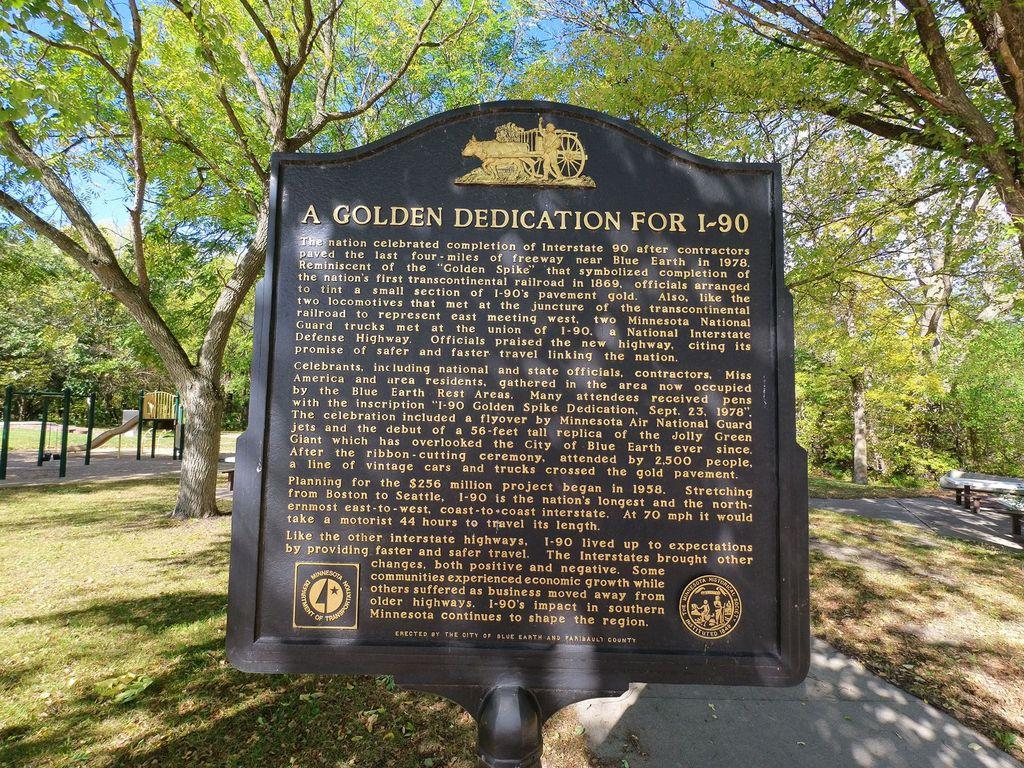 A GOLDEN DEDICATION FOR I-90
The nation celebrated completion of Interstate 90 after contractors
paved the last four-miles of freeway near Blue Earth in 1978.
Reminiscent of the "Golden Spike" that symbolized completion of
the nation's first transcontinental railroad in 1869, officials arranged
to tint a small section of I-90's pavement gold. Also, like the
two locomotives that met at the juncture of the transcontinental
railroad to represent east meeting west, two Minnesota National
Guard trucks met at the union of I-90, a National Interstate
Defense Highway. Officials praised the new highway, citing its
promise of safer and faster travel linking the nation.
Celebrants, including national and state officials, contractors, Miss
America and area residents, gathered in the area now occupied
by the Blue Earth Rest Areas. Many attendees received pens
with the inscription "I-90 Golden Spike Dedication, Sept. 23, 1978".
The celebration included a flyover by Minnesota Air National Guard
jets and the debut of a 56-feet tall replica of the Jolly Green
Giant which has overlooked the City of Blue Earth ever since.
After the ribbon-cutting ceremony, attended by 2,500 people,
a line of vintage cars and trucks crossed the gold pavement.
Planning for the $256 million project began in 1958. Stretching
from Boston to Seattle, I-90 is the nation's longest and the north-
ernmost east-to-west, coast-to-coast interstate. At 70 mph it would
take a motorist 44 hours to travel its length.
Like the other interstate highways, I-90 lived up to expectations
by providing faster and safer travel. The Interstates brought other
changes, both positive and negative. Some
communities experienced economic growth while
others suffered as business moved away from
older highways. I-90's impact in southern
Minnesota continues to shape the region.
MINNESOTA DEPARTMENT OF TRANSPORTATION
THE MINNESOTA HISTORICAL SOCIETY INSTITUTED 1849
ERECTED BY THE CITY OF BLUE EARTH AND FARIBAULT COUNTY